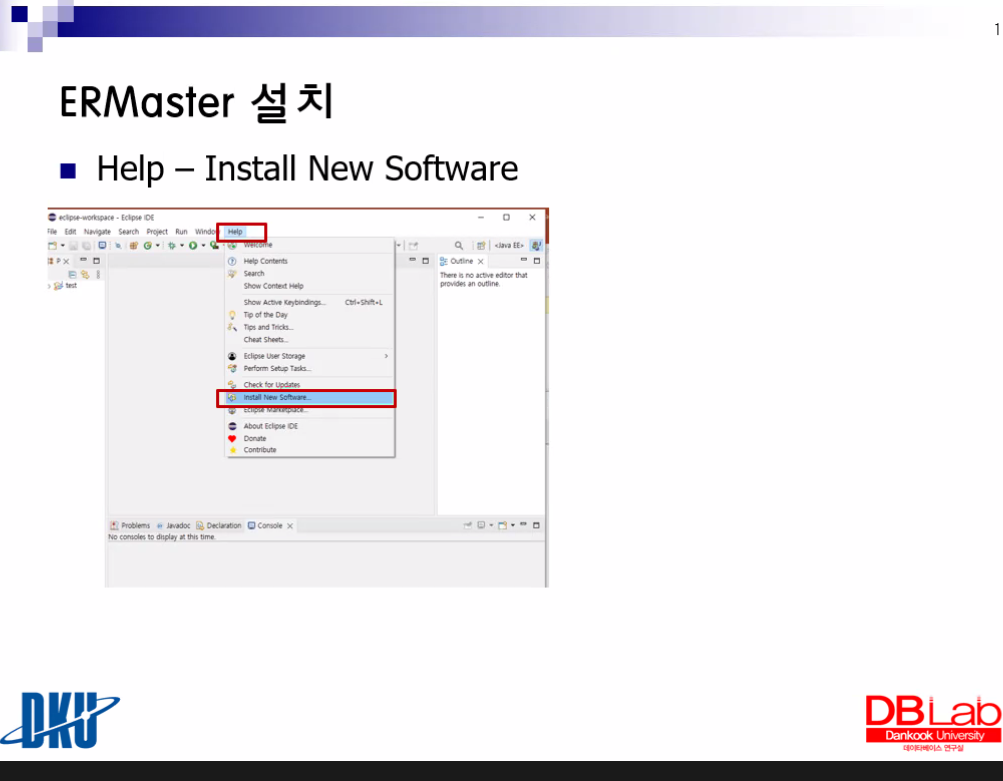 1
ERMaster 설치
Help – Install New Software
eclipse-workspace - Eclipse IDE
File Edit Navigate Search Project Run Window Help
<Java EE>
P
test
Welcome
Help Contents
Search
Show Context Help
Show Active Keybindings... Ctrl+Shift+L
Tip of the Day
Tips and Tricks...
Cheat Sheets...
Eclipse User Storage
Perform Setup Tasks...
Check for Updates
Install New Software...
Eclipse Marketplace...
About Eclipse IDE
Donate
Contribute
Outline
There is no active editor that
provides an outline.
Problems Javadoc Declaration Console
No consoles to display at this time.
DKU
DB Lab
Dankook University
데이타베이스 연구실